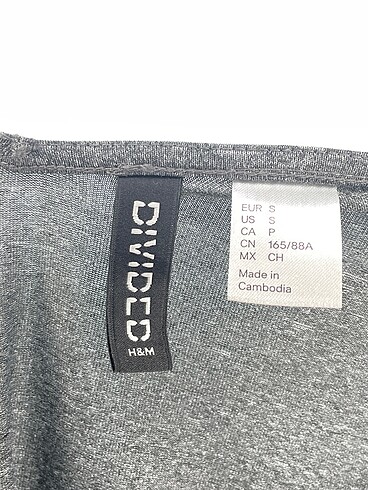 DIVIDED
H&M
EUR S
US S
CA P
CN 165/88A
MX CH
Made in
Cambodia